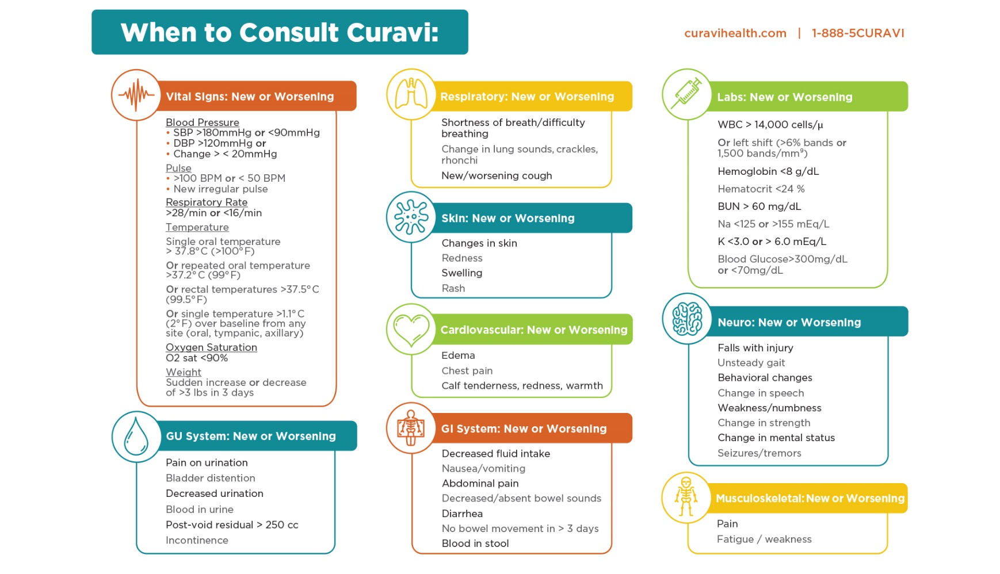 When to Consult Curavi:
curavihealth.com | 1-888-5CURAVI
Vital Signs: New or Worsening
Blood Pressure
• SBP >180mmHg or <90mmHg
• DBP >120mmHg or
• Change > < 20mmHg
Pulse
• >100 BPM or < 50 BPM
• New irregular pulse
Respiratory Rate
>28/min or <16/min
Temperature
Single oral temperature
> 37.8° C (>100° F)
Or repeated oral temperature
>37.2° C (99° F)
Or rectal temperatures >37.5° C
(99.5° F)
Or single temperature >1.1° C
(2° F) over baseline from any
site (oral, tympanic, axillary)
Oxygen Saturation
O2 sat <90%
Weight
Sudden increase or decrease
of >3 lbs in 3 days
GU System: New or Worsening
Pain on urination
Bladder distention
Decreased urination
Blood in urine
Post-void residual > 250 cc
Incontinence
Respiratory: New or Worsening
Shortness of breath/difficulty
breathing
Change in lung sounds, crackles,
rhonchi
New/worsening cough
Skin: New or Worsening
Changes in skin
Redness
Swelling
Rash
Cardiovascular: New or Worsening
Edema
Chest pain
Calf tenderness, redness, warmth
GI System: New or Worsening
Decreased fluid intake
Nausea/vomiting
Abdominal pain
Decreased/absent bowel sounds
Diarrhea
No bowel movement in > 3 days
Blood in stool
Labs: New or Worsening
WBC > 14,000 cells/µ
Or left shift (>6% bands or
1,500 bands/mm⁹)
Hemoglobin <8 g/dL
Hematocrit <24 %
BUN > 60 mg/dL
Na <125 or >155 mEq/L
K <3.0 or > 6.0 mEq/L
Blood Glucose>300mg/dL
or <70mg/dL
Neuro: New or Worsening
Falls with injury
Unsteady gait
Behavioral changes
Change in speech
Weakness/numbness
Change in strength
Change in mental status
Seizures/tremors
Musculoskeletal: New or Worsening
Pain
Fatigue / weakness